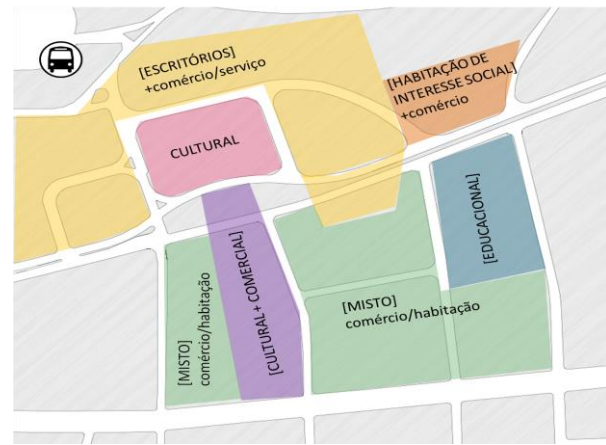 [ESCRITÓRIOS]
+comércio/serviço
[HABITAÇÃO DE
INTERESSE SOCIAL]
+comércio
CULTURAL
[EDUCACIONAL]
[MISTO]
comércio/habitação
[CULTURAL + COMERCIAL]
[MISTO]
comércio/habitação